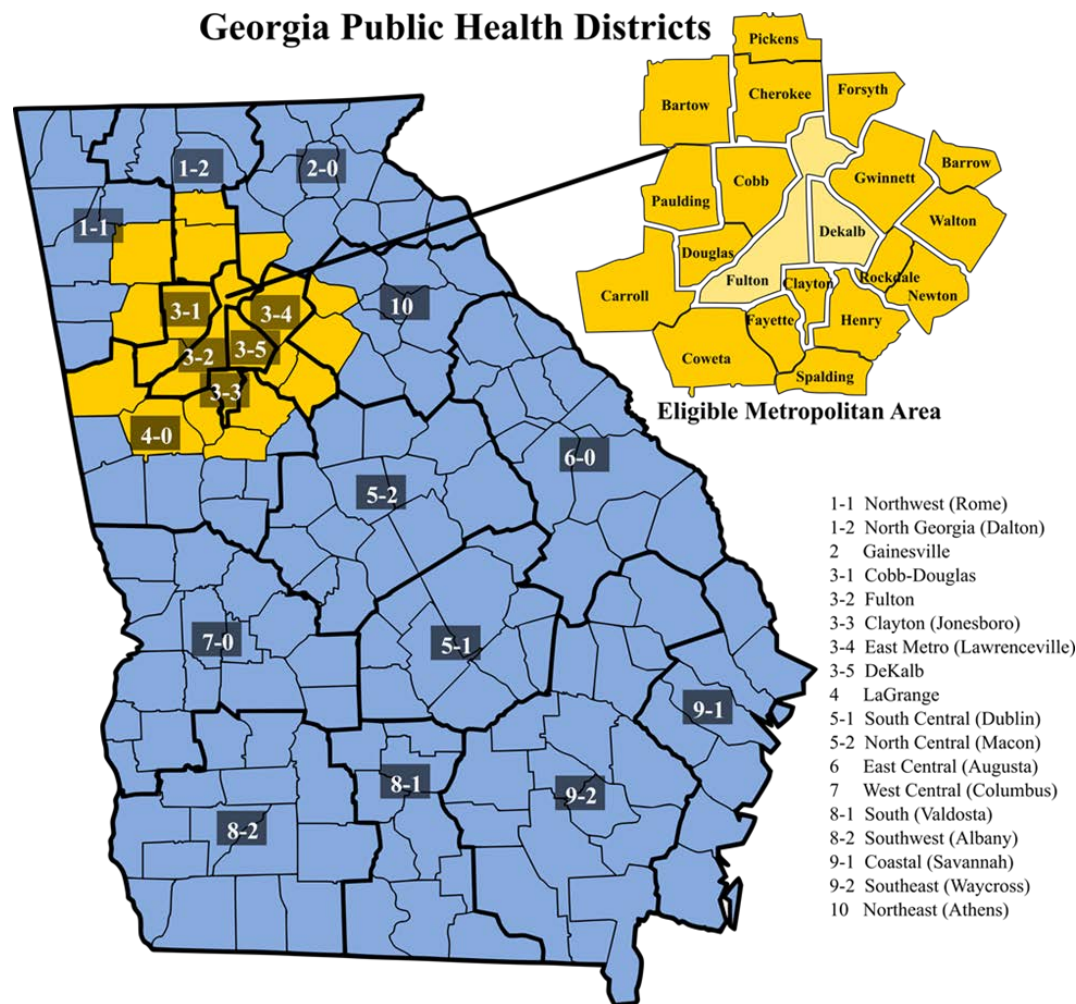 Georgia Public Health Districts
Pickens
Bartow
Cherokee
Forsyth
Paulding
Cobb
Gwinnett
Barrow
Walton
Douglas
Dekalb
Carroll
Fulton
Clayton
Rockdale
Newton
Coweta
Fayette
Henry
Spalding
Eligible Metropolitan Area
1-2
2-0
1-1
3-1
3-4
10
3-2
3-5
3-3
4-0
5-2
6-0
7-0
5-1
9-1
8-1
9-2
8-2
1-1 Northwest (Rome)
1-2 North Georgia (Dalton)
2 Gainesville
3-1 Cobb-Douglas
3-2 Fulton
3-3 Clayton (Jonesboro)
3-4 East Metro (Lawrenceville)
3-5 DeKalb
4 LaGrange
5-1 South Central (Dublin)
5-2 North Central (Macon)
6 East Central (Augusta)
7 West Central (Columbus)
8-1 South (Valdosta)
8-2 Southwest (Albany)
9-1 Coastal (Savannah)
9-2 Southeast (Waycross)
10 Northeast (Athens)